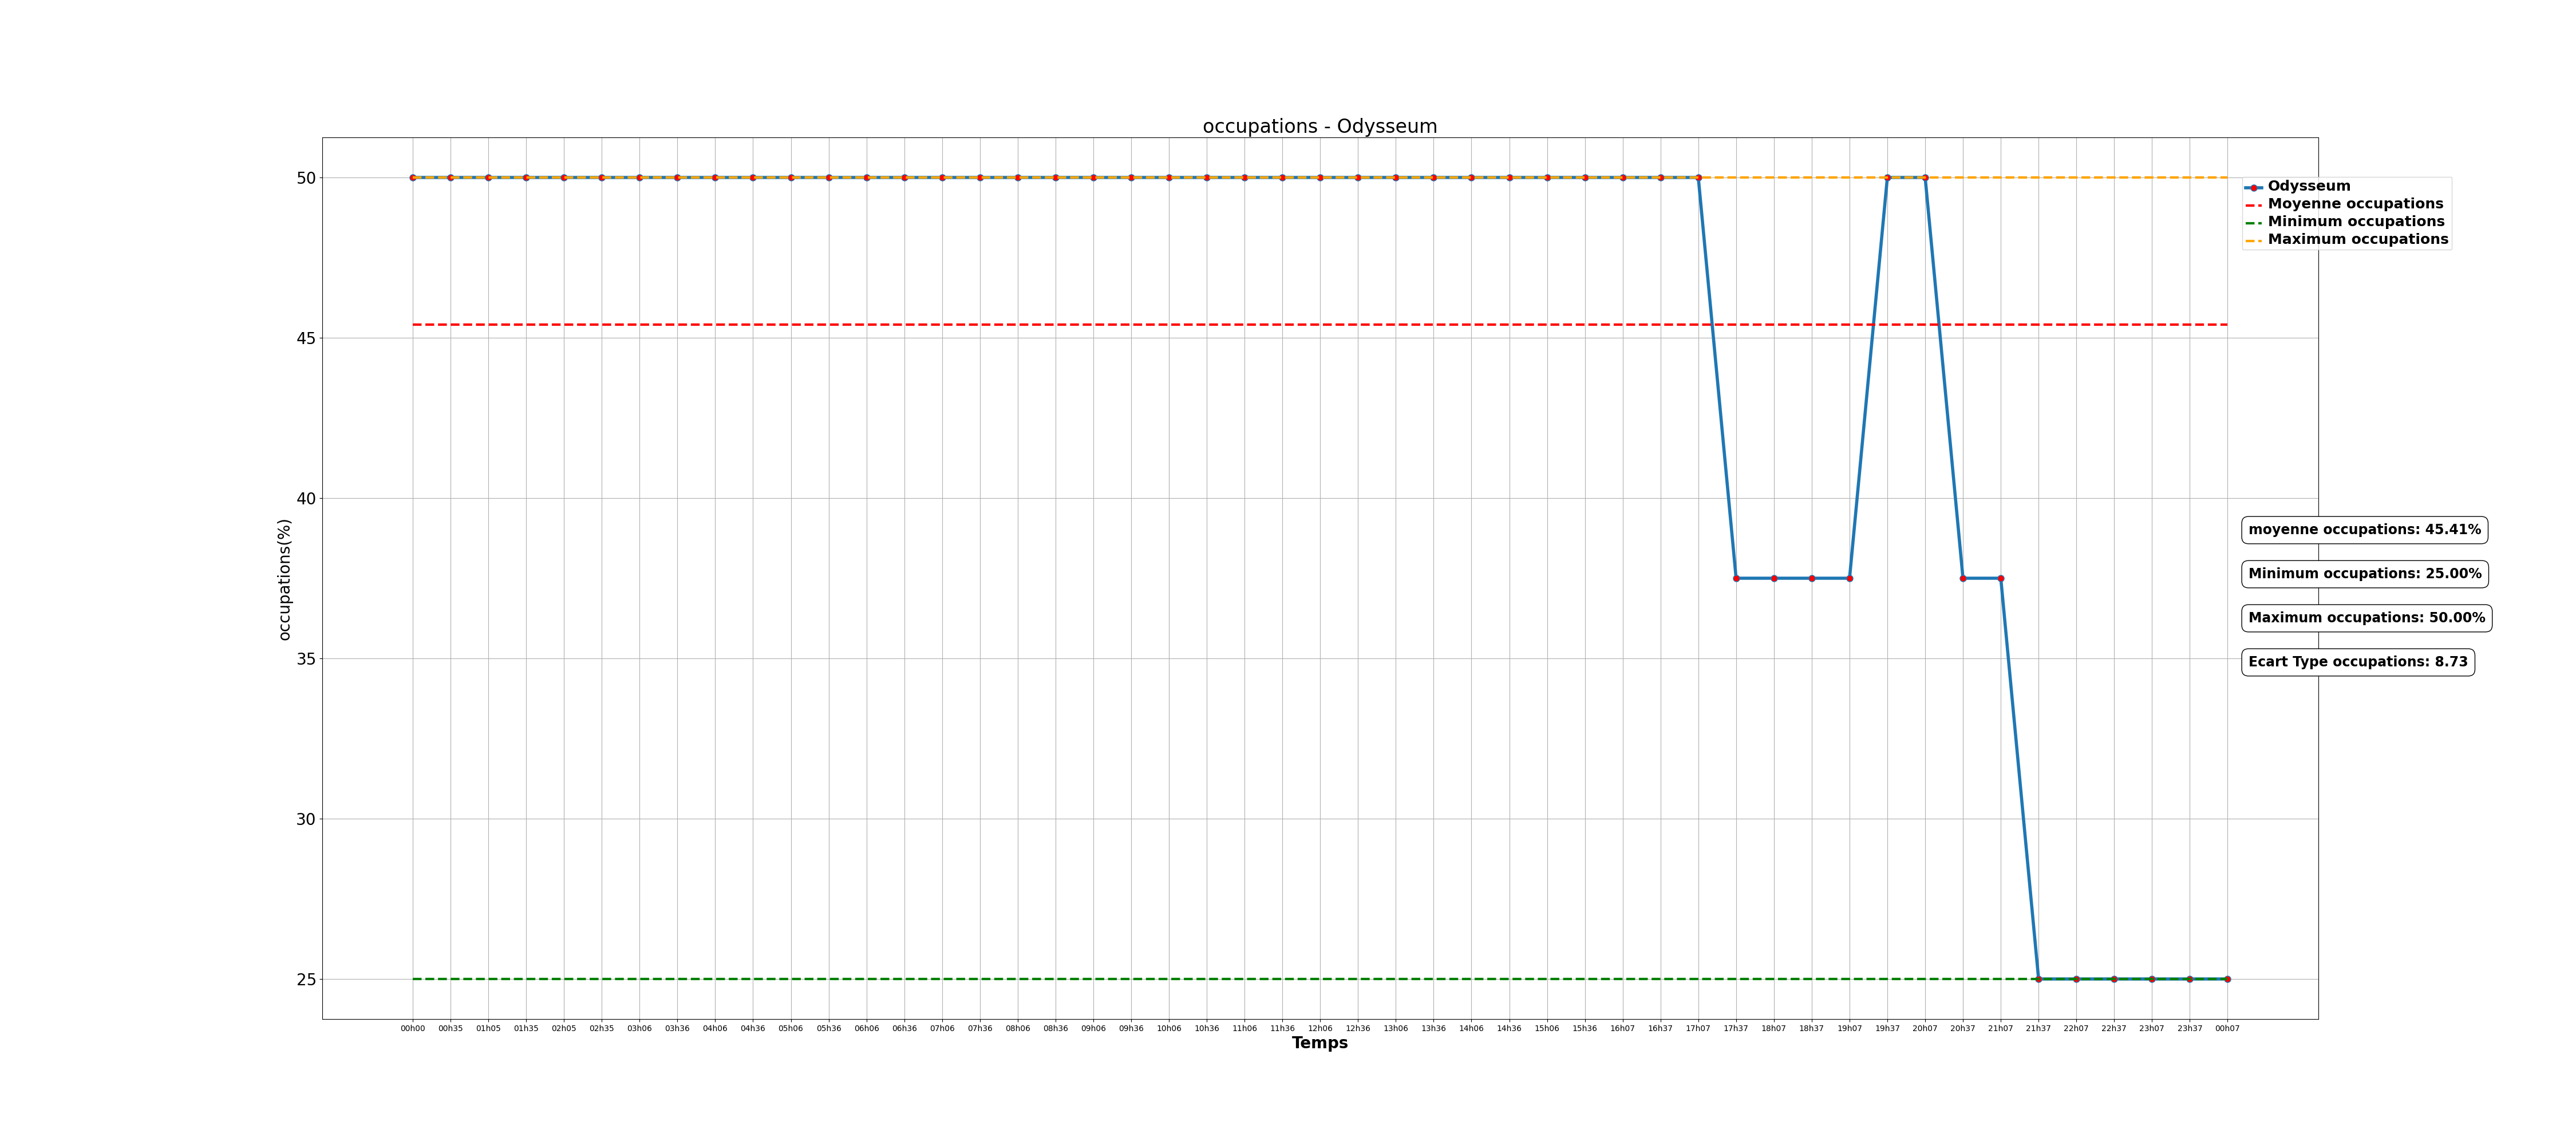 occupations - Odysseum
50
45
40
35
30
25
occupations(%)
Odysseum
Moyenne occupations
Minimum occupations
Maximum occupations
moyenne occupations: 45.41%
Minimum occupations: 25.00%
Maximum occupations: 50.00%
Ecart Type occupations: 8.73
00h00 00h35 01h05 01h35 02h05 02h35 03h06 03h36 04h06 04h36 05h06 05h36 06h06 06h36 07h06 07h36 08h06 08h36 09h06 09h36 10h06 10h36 11h06 11h36 12h06 12h36 13h06 13h36 14h06 14h36 15h06 15h36 16h07 16h37 17h07 17h37 18h07 18h37 19h07 19h37 20h07 20h37 21h07 21h37 22h07 22h37 23h07 23h37 00h07
Temps